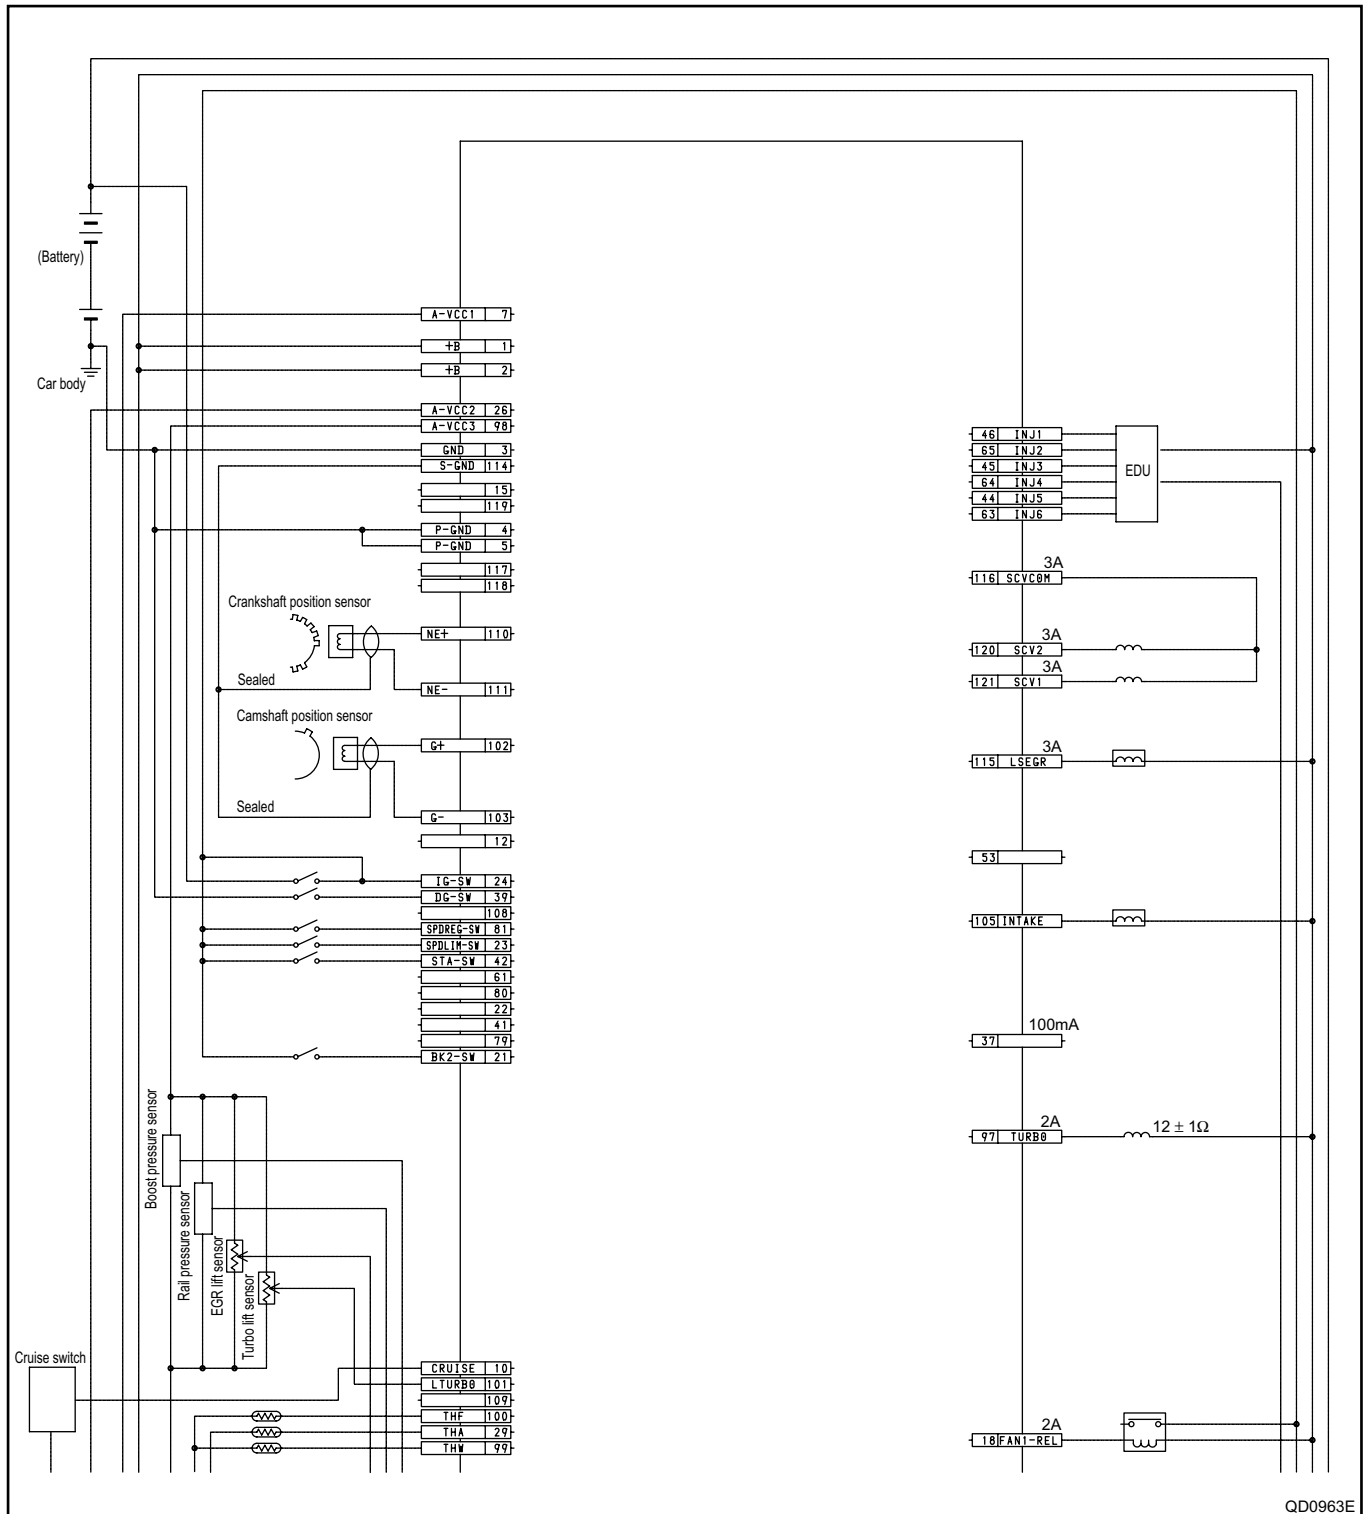 (Battery)
Car body
A-VCC1 7
+B 1
+B 2
A-VCC2 26
A-VCC3 98
GND 3
S-GND 114
15
119
P-GND 4
P-GND 5
117
118
Crankshaft position sensor
NE+ 110
Sealed
NE- 111
Camshaft position sensor
G+ 102
Sealed
G- 103
12
IG-SW 24
DG-SW 39
108
SPDREG-SW 81
SPDLIM-SW 23
STA-SW 42
61
80
22
41
79
BK2-SW 21
Boost pressure sensor
Rail pressure sensor
EGR lift sensor
Turbo lift sensor
Cruise switch
CRUISE 10
LTURBO 101
109
THF 100
THA 29
THW 99
46 INJ1
65 INJ2
45 INJ3
64 INJ4
44 INJ5
63 INJ6
EDU
3A
116 SCVCOM
3A
120 SCV2
3A
121 SCV1
3A
115 LSEGR
53
105 INTAKE
100mA
37
2A
97 TURBO
12 ± 1Ω
2A
18 FAN1-REL
QD0963E